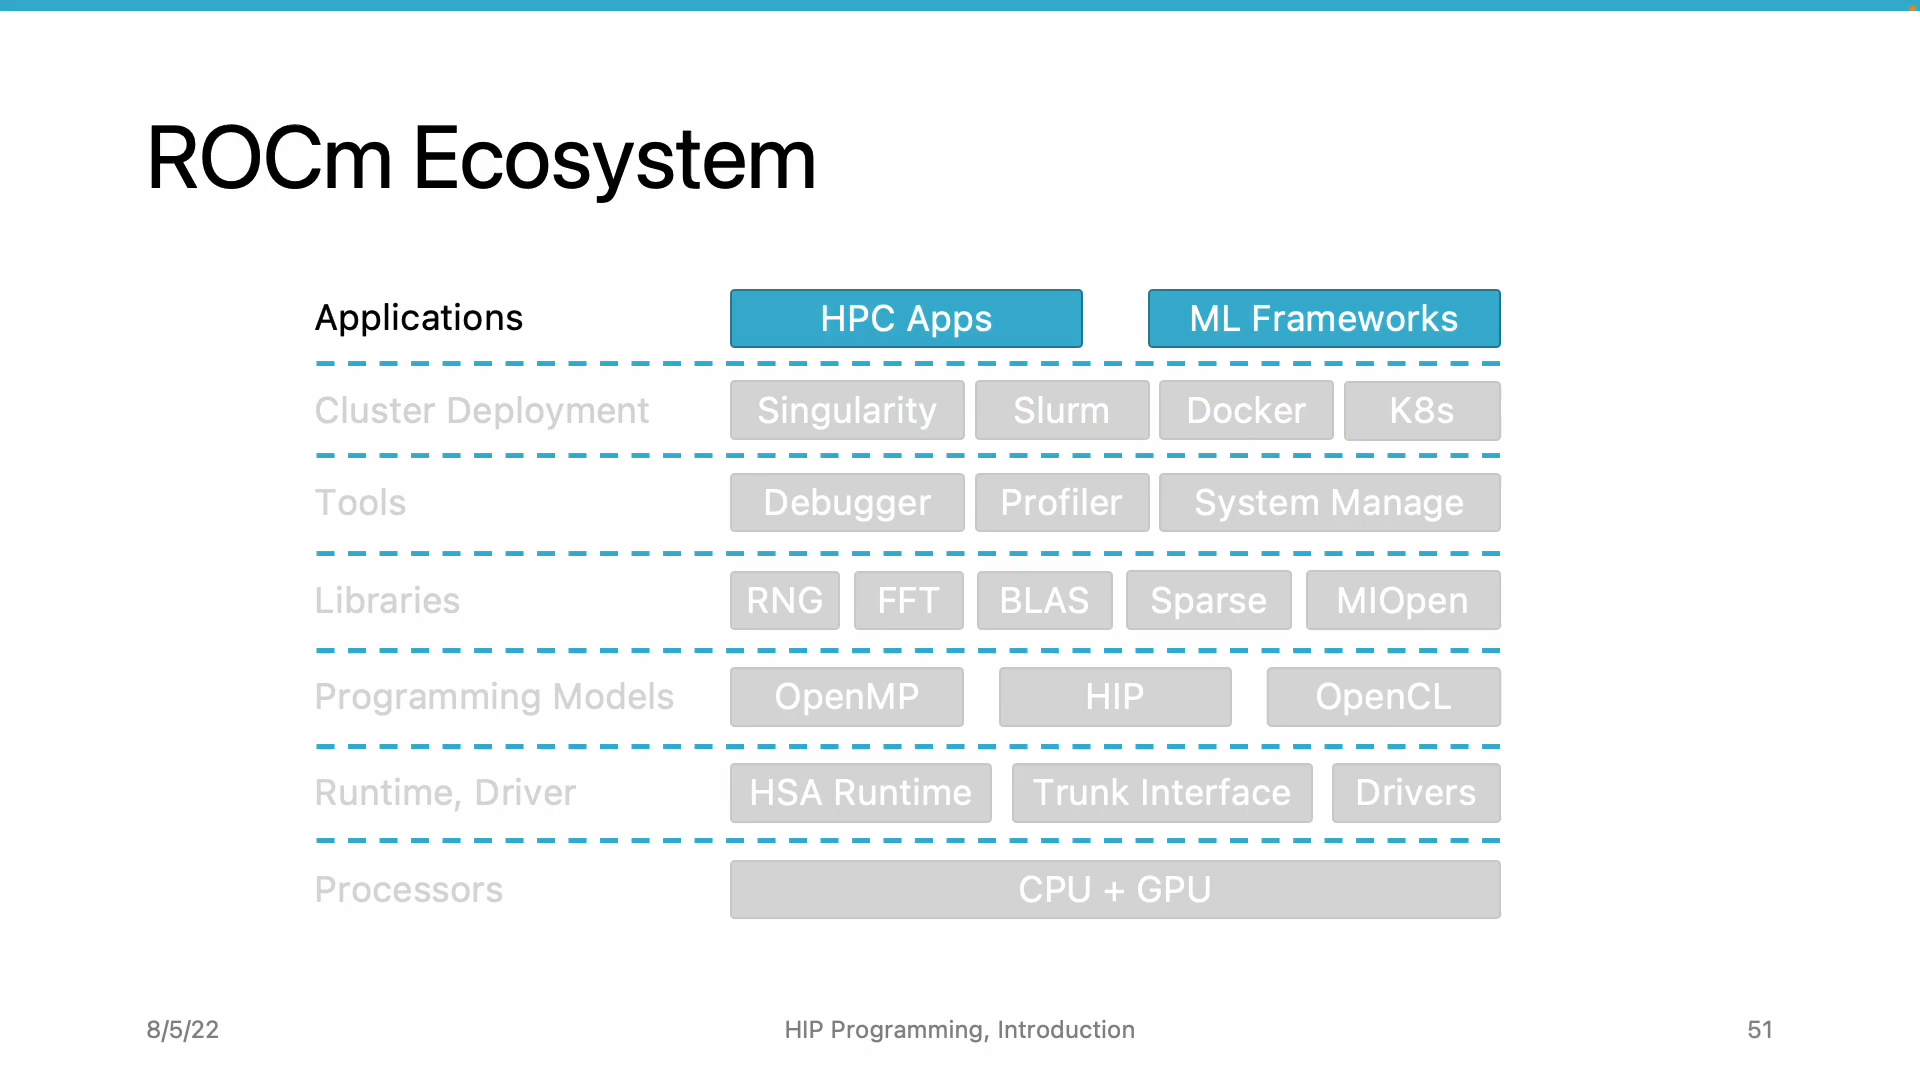 ROCm Ecosystem
Applications HPC Apps ML Frameworks
Cluster Deployment Singularity Slurm Docker K8s
Tools Debugger Profiler System Manage
Libraries RNG FFT BLAS Sparse MIOpen
Programming Models OpenMP HIP OpenCL
Runtime, Driver HSA Runtime Trunk Interface Drivers
Processors CPU + GPU
8/5/22 HIP Programming, Introduction 51